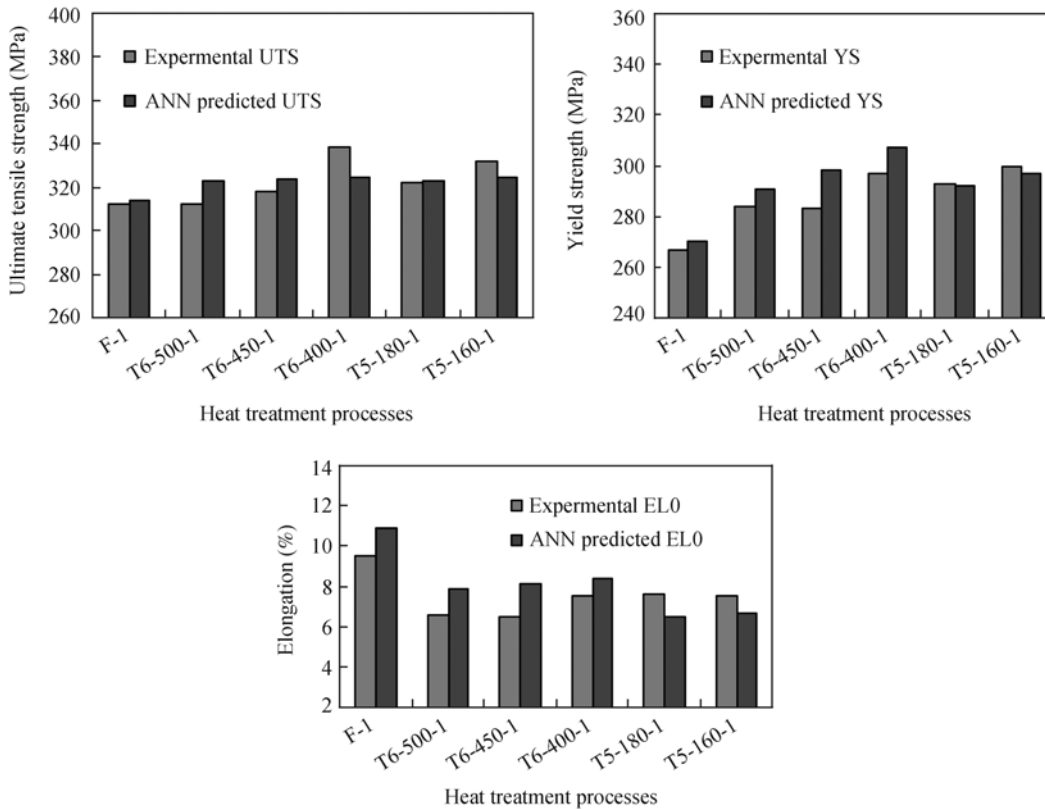 Ultimate tensile strength (MPa)
400
380
360
340
320
300
280
260
Expermental UTS
ANN predicted UTS
F-1
T6-500-1
T6-450-1
T6-400-1
T5-180-1
T5-160-1
Heat treatment processes
Yield strength (MPa)
360
340
320
300
280
260
240
Expermental YS
ANN predicted YS
F-1
T6-500-1
T6-450-1
T6-400-1
T5-180-1
T5-160-1
Heat treatment processes
Elongation (%)
14
12
10
8
6
4
2
Expermental EL0
ANN predicted EL0
F-1
T6-500-1
T6-450-1
T6-400-1
T5-180-1
T5-160-1
Heat treatment processes